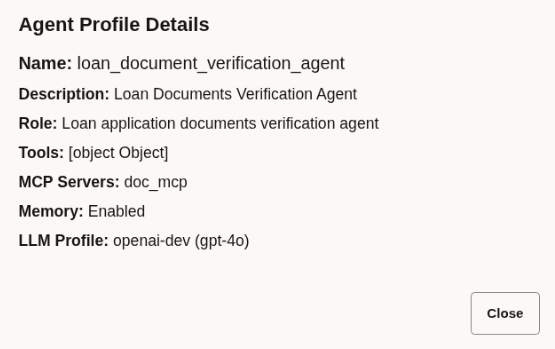 Agent Profile Details
Name: loan_document_verification_agent
Description: Loan Documents Verification Agent
Role: Loan application documents verification agent
Tools: [object Object]
MCP Servers: doc_mcp
Memory: Enabled
LLM Profile: openai-dev (gpt-4o)
Close